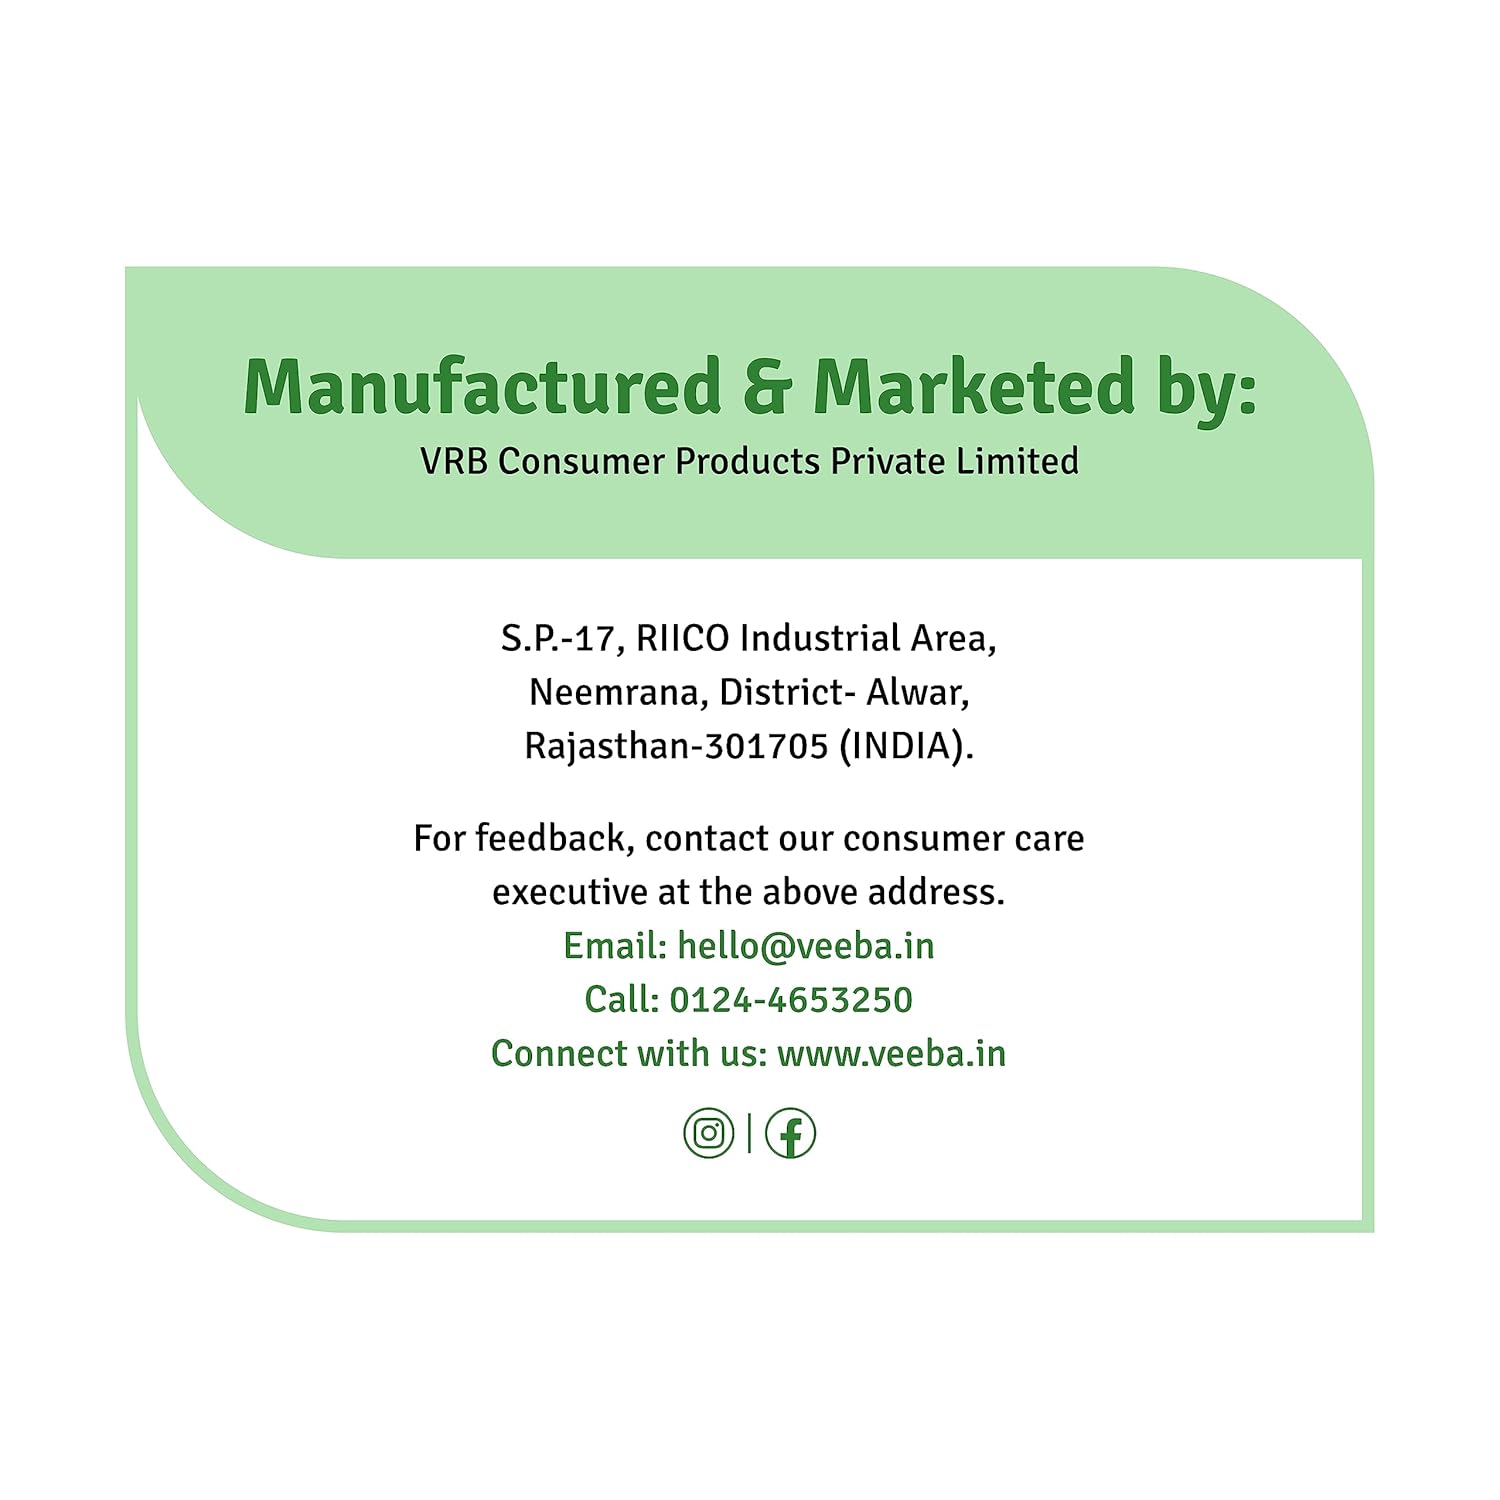 Manufactured & Marketed by:
VRB Consumer Products Private Limited
S.P.-17, RIICO Industrial Area,
Neemrana, District- Alwar,
Rajasthan-301705 (INDIA).
For feedback, contact our consumer care
executive at the above address.
Email: hello@veeba.in
Call: 0124-4653250
Connect with us: www.veeba.in